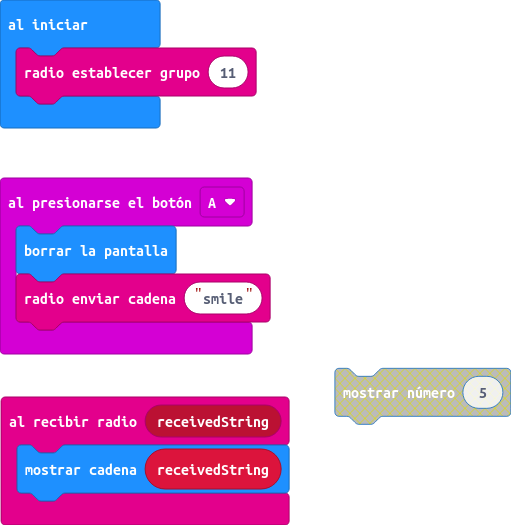 al iniciar
radio establecer grupo 11
al presionarse el botón A
borrar la pantalla
radio enviar cadena "smile"
mostrar número 5
al recibir radio receivedString
mostrar cadena receivedString